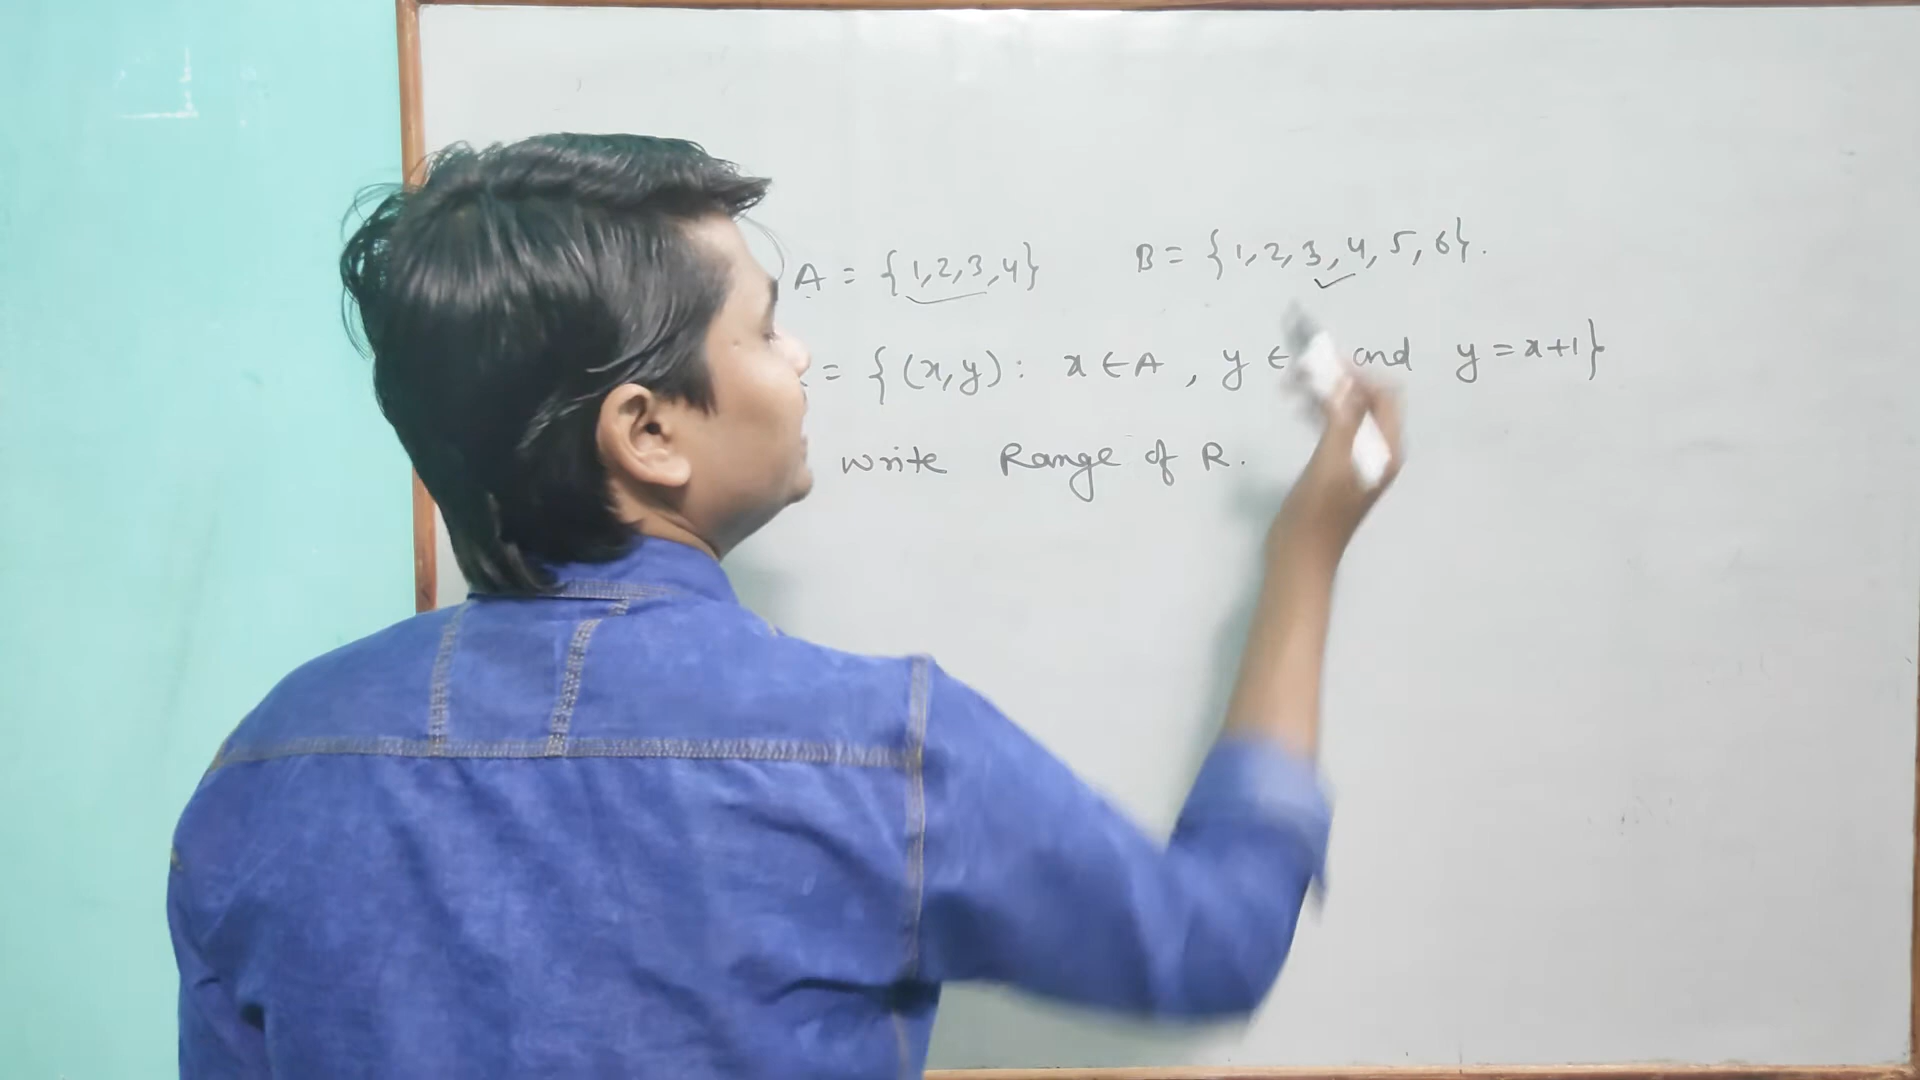 A = {1,2,3,4} B = {1,2,3,4,5,6}.
= {(x,y): x ∈ A, y ∈ and y = x+1}
write Range of R.